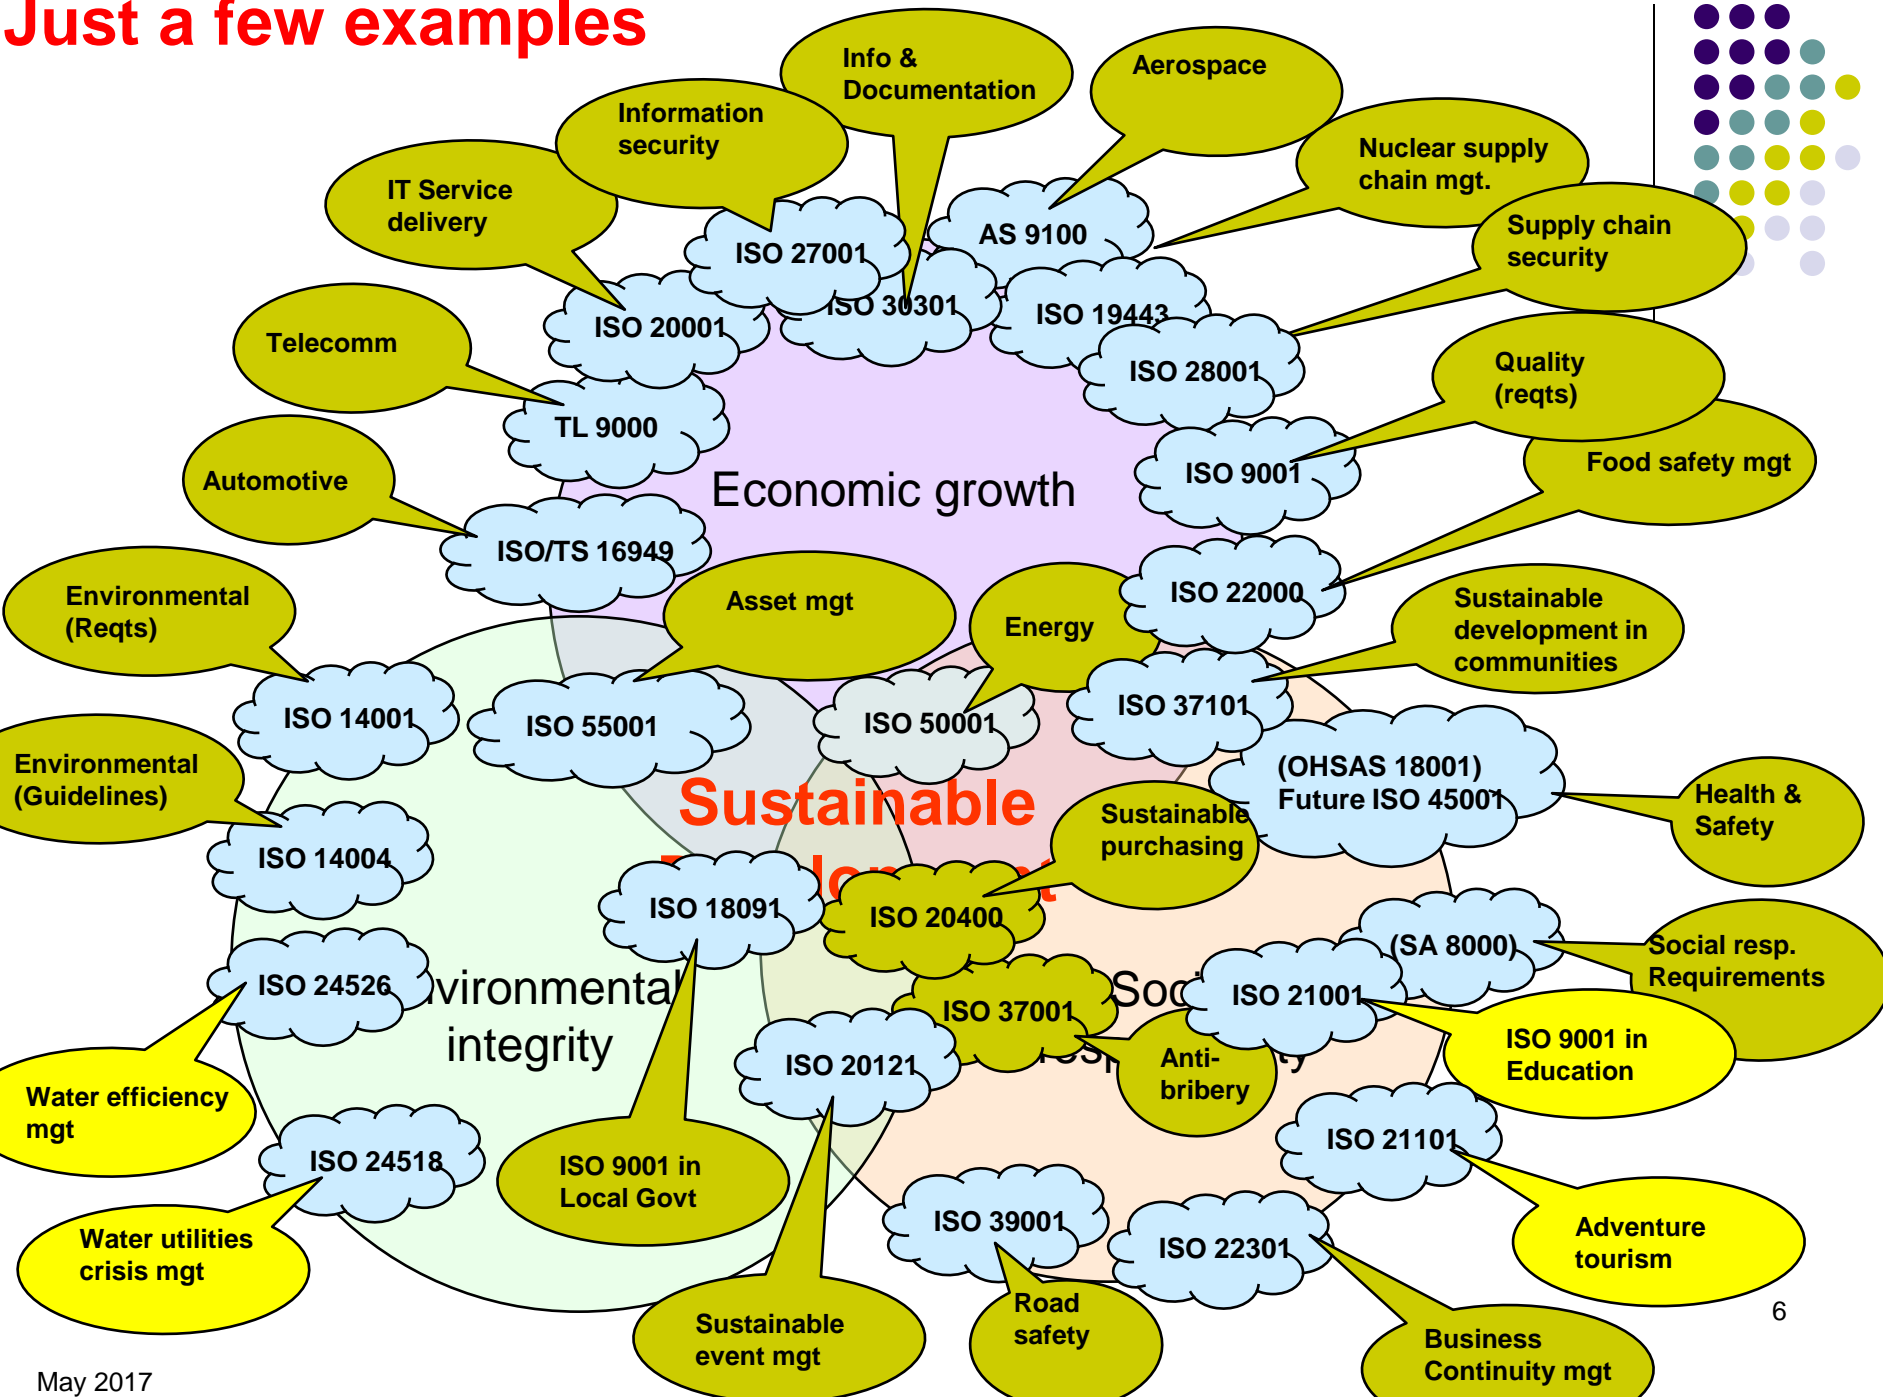 Just a few examples
Info &
Documentation
Aerospace
Information
security
Nuclear supply
chain mgt.
IT Service
delivery
Supply chain
security
AS 9100
ISO 27001
ISO 30301
ISO 19443
ISO 20001
Telecomm
ISO 28001
Quality
(reqts)
TL 9000
ISO 9001
Food safety mgt
Automotive
Economic growth
ISO/TS 16949
ISO 22000
Environmental
(Reqts)
Asset mgt
Energy
Sustainable
development in
communities
ISO 14001
ISO 55001
ISO 50001
ISO 37101
Environmental
(Guidelines)
(OHSAS 18001)
Future ISO 45001
Health &
Safety
Sustainable
Sustainable
purchasing
ISO 14004
ISO 18091
ISO 20400
(SA 8000)
Social resp.
Requirements
ISO 24526
vironmental
integrity
ISO 37001
Soc
ISO 21001
ISO 9001 in
Education
ISO 20121
Anti-
bribery
Water efficiency
mgt
ISO 24518
ISO 9001 in
Local Govt
ISO 21101
Water utilities
crisis mgt
ISO 39001
ISO 22301
Adventure
tourism
Sustainable
event mgt
Road
safety
Business
Continuity mgt
6
May 2017